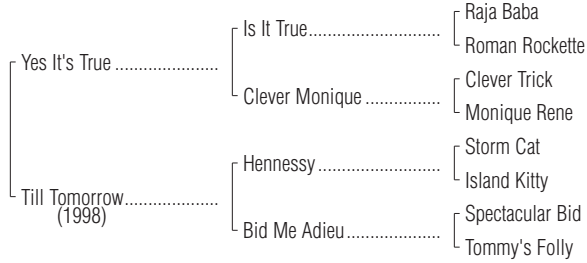 Raja Baba
Is It True
Roman Rockette
Yes It's True
Clever Trick
Clever Monique
Monique Rene
Storm Cat
Hennessy
Island Kitty
Till Tomorrow
(1998)
Spectacular Bid
Bid Me Adieu
Tommy's Folly